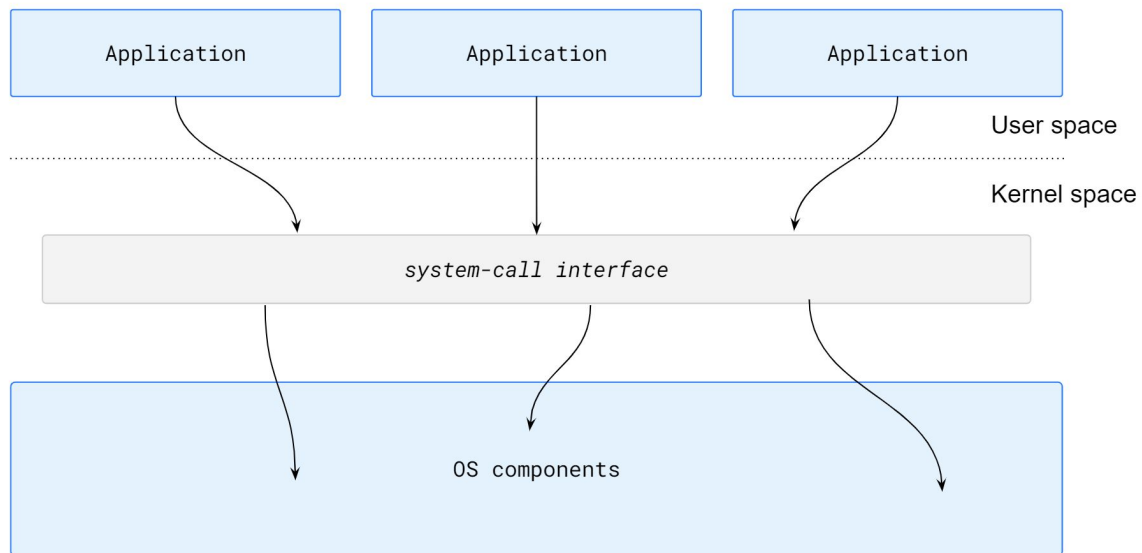 Application
Application
Application
User space
Kernel space
system-call interface
OS components